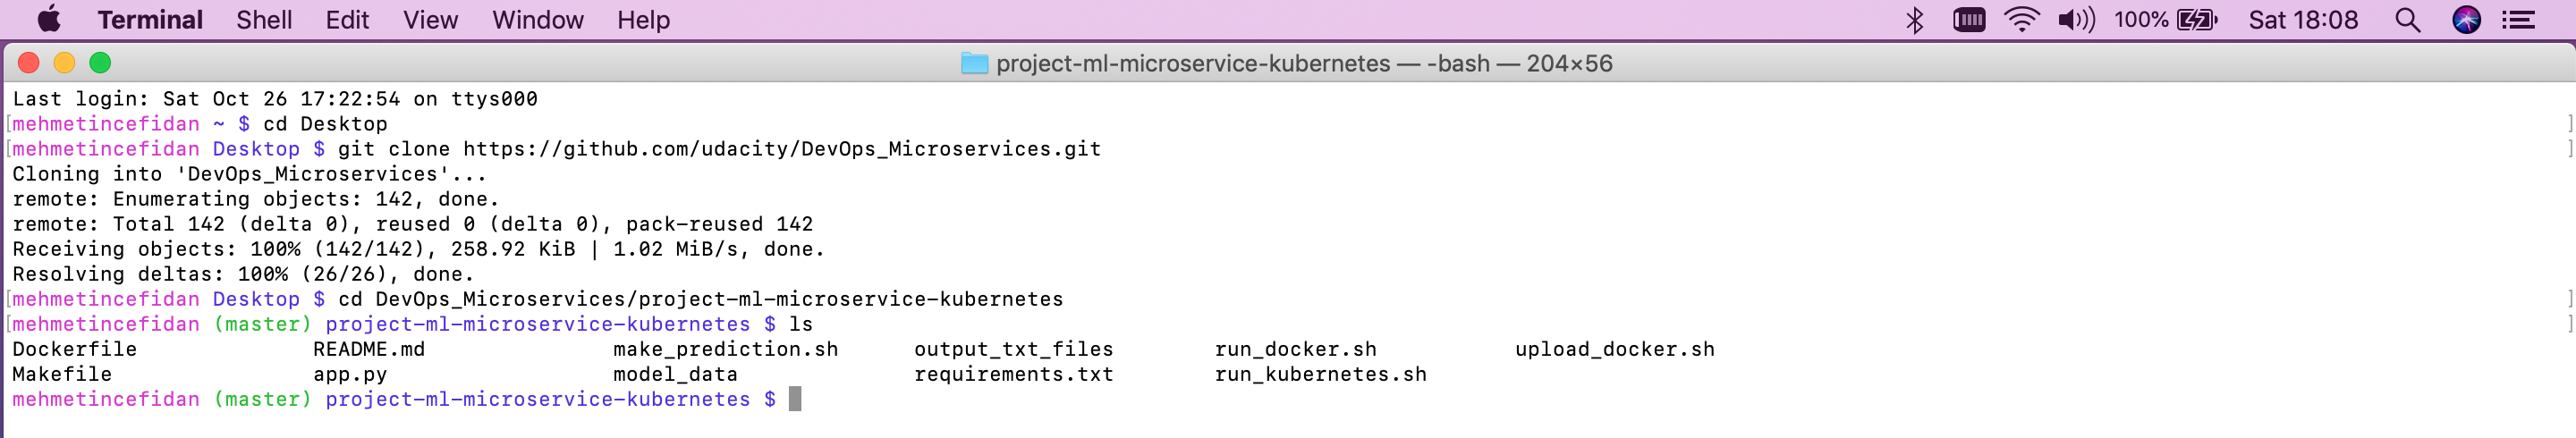 Terminal Shell Edit View Window Help 100% Sat 18:08
project-ml-microservice-kubernetes — -bash — 204×56
Last login: Sat Oct 26 17:22:54 on ttys000
[mehmetincefidan ~ $ cd Desktop ]
[mehmetincefidan Desktop $ git clone https://github.com/udacity/DevOps_Microservices.git ]
Cloning into 'DevOps_Microservices'...
remote: Enumerating objects: 142, done.
remote: Total 142 (delta 0), reused 0 (delta 0), pack-reused 142
Receiving objects: 100% (142/142), 258.92 KiB | 1.02 MiB/s, done.
Resolving deltas: 100% (26/26), done.
[mehmetincefidan Desktop $ cd DevOps_Microservices/project-ml-microservice-kubernetes ]
[mehmetincefidan (master) project-ml-microservice-kubernetes $ ls ]
Dockerfile README.md make_prediction.sh output_txt_files run_docker.sh upload_docker.sh
Makefile app.py model_data requirements.txt run_kubernetes.sh
mehmetincefidan (master) project-ml-microservice-kubernetes $